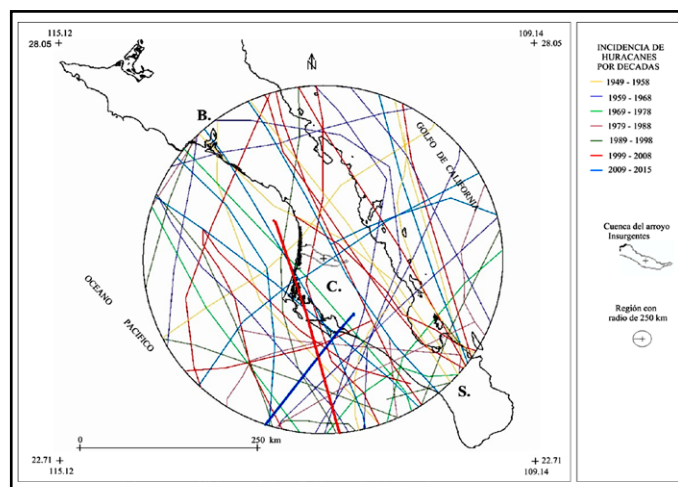 115.12
28.05
109.14
28.05
N
B.
GOLFO DE CALIFORNIA
C.
OCEANO
PACIFICO
S.
0
250 km
22.71
115.12
22.71
109.14
INCIDENCIA DE
HURACANES
POR DECADAS
1949 - 1958
1959 - 1968
1969 - 1978
1979 - 1988
1989 - 1998
1999 - 2008
2009 - 2015
Cuenca del arroyo
Insurgentes
Región con
radio de 250 km